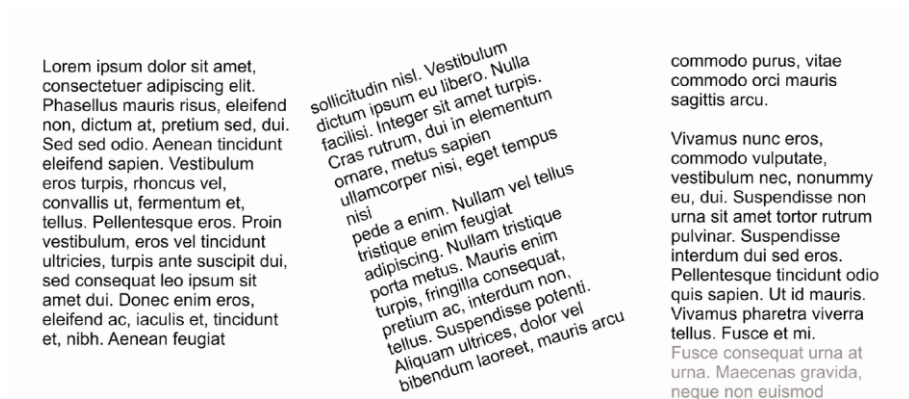 Lorem ipsum dolor sit amet,
consectetuer adipiscing elit.
Phasellus mauris risus, eleifend
non, dictum at, pretium sed, dui.
Sed sed odio. Aenean tincidunt
eleifend sapien. Vestibulum
eros turpis, rhoncus vel,
convallis ut, fermentum et,
tellus. Pellentesque eros. Proin
vestibulum, eros vel tincidunt
ultricies, turpis ante suscipit dui,
sed consequat leo ipsum sit
amet dui. Donec enim eros,
eleifend ac, iaculis et, tincidunt
et, nibh. Aenean feugiat
sollicitudin nisl. Vestibulum
dictum ipsum eu libero. Nulla
facilisi. Integer sit amet turpis.
Cras rutrum, dui in elementum
ornare, metus sapien
ullamcorper nisi, eget tempus
nisi
pede a enim. Nullam vel tellus
tristique enim feugiat
adipiscing. Nullam tristique
porta metus. Mauris enim
turpis, fringilla consequat,
pretium ac, interdum non,
tellus. Suspendisse potenti.
Aliquam ultrices, dolor vel
bibendum laoreet, mauris arcu
commodo purus, vitae
commodo orci mauris
sagittis arcu.
Vivamus nunc eros,
commodo vulputate,
vestibulum nec, nonummy
eu, dui. Suspendisse non
urna sit amet tortor rutrum
pulvinar. Suspendisse
interdum dui sed eros.
Pellentesque tincidunt odio
quis sapien. Ut id mauris.
Vivamus pharetra viverra
tellus. Fusce et mi.
Fusce consequat urna at
urna. Maecenas gravida,
neque non euismod